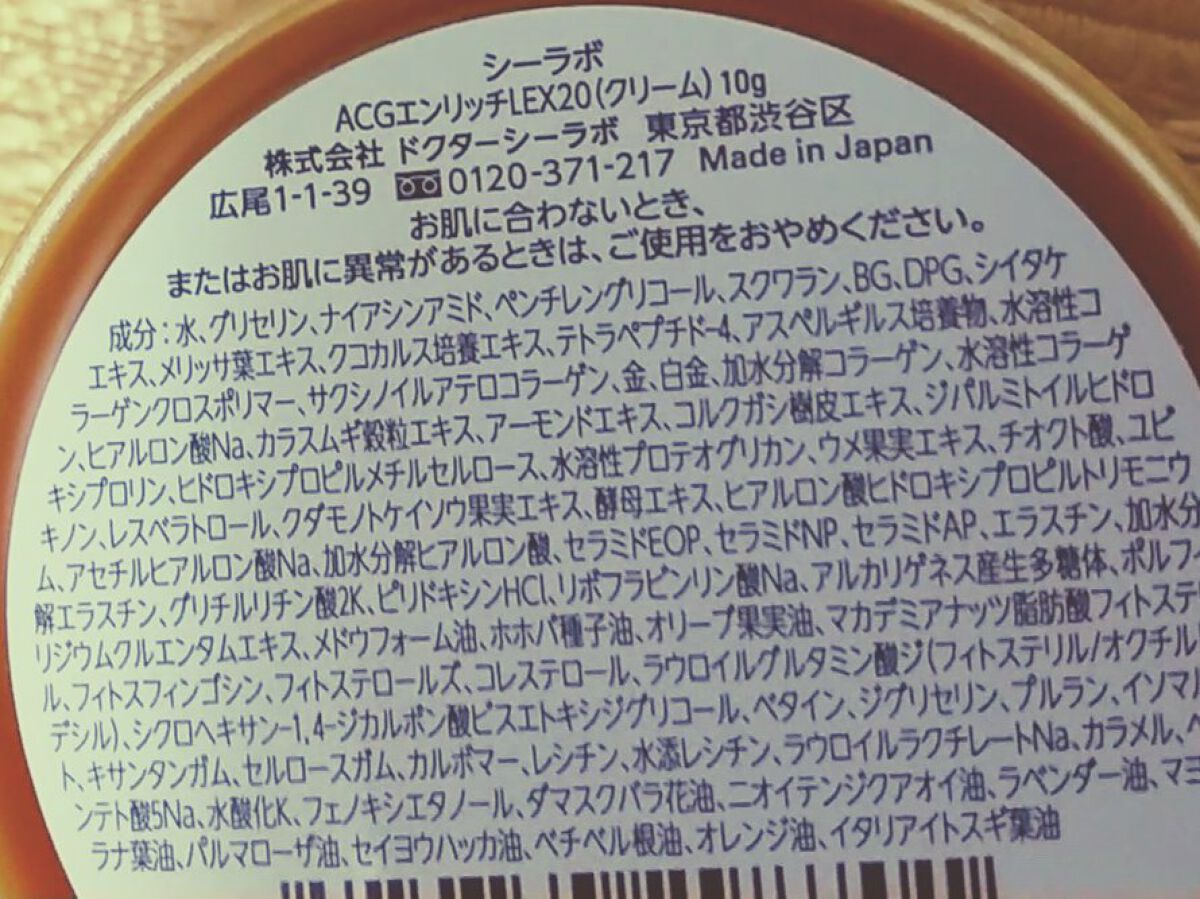 シーラボ
ACGエンリッチLEX20(クリーム) 10g
株式会社 ドクターシーラボ 東京都渋谷区
広尾1-1-39 0120-371-217 Made in Japan
お肌に合わないとき、
またはお肌に異常があるときは、ご使用をおやめください。
成分:水、グリセリン、ナイアシンアミド、ペンチレングリコール、スクワラン、BG、DPG、シイタケ
エキス、メリッサ葉エキス、クコカルス培養エキス、テトラペプチド-4、アスペルギルス培養物、水溶性コ
ラーゲンクロスポリマー、サクシノイルアテロコラーゲン、金、白金、加水分解コラーゲン、水溶性コラーゲ
ン、ヒアルロン酸Na、カラスムギ穀粒エキス、アーモンドエキス、コルクガシ樹皮エキス、ジパルミトイルヒドロ
キシプロリン、ヒドロキシプロピルメチルセルロース、水溶性プロテオグリカン、ウメ果実エキス、チオクト酸、ユビ
キノン、レスベラトロール、クダモノトケイソウ果実エキス、酵母エキス、ヒアルロン酸ヒドロキシプロピルトリモニウ
ム、アセチルヒアルロン酸Na、加水分解ヒアルロン酸、セラミドEOP、セラミドNP、セラミドAP、エラスチン、加水分
解エラスチン、グリチルリチン酸2K、ピリドキシンHCl、リボフラビンリン酸Na、アルカリゲネス産生多糖体、ポルフィ
リジウムクルエンタムエキス、メドウフォーム油、ホホバ種子油、オリーブ果実油、マカデミアナッツ脂肪酸フィトステ
ル、フィトスフィンゴシン、フィトステロールズ、コレステロール、ラウロイルグルタミン酸ジ(フィトステリル/オクチル
デシル)、シクロヘキサン-1,4-ジカルボン酸ビスエトキシジグリコール、ベタイン、ジグリセリン、プルラン、イソマル
ト、キサンタンガム、セルロースガム、カルボマー、レシチン、水添レシチン、ラウロイルラクチレートNa、カラメル、
ンテト酸5Na、水酸化K、フェノキシエタノール、ダマスクバラ花油、ニオイテンジクアオイ油、ラベンダー油、マヨ
ラナ葉油、パルマローザ油、セイヨウハッカ油、ベチベル根油、オレンジ油、イタリアイトスギ葉油